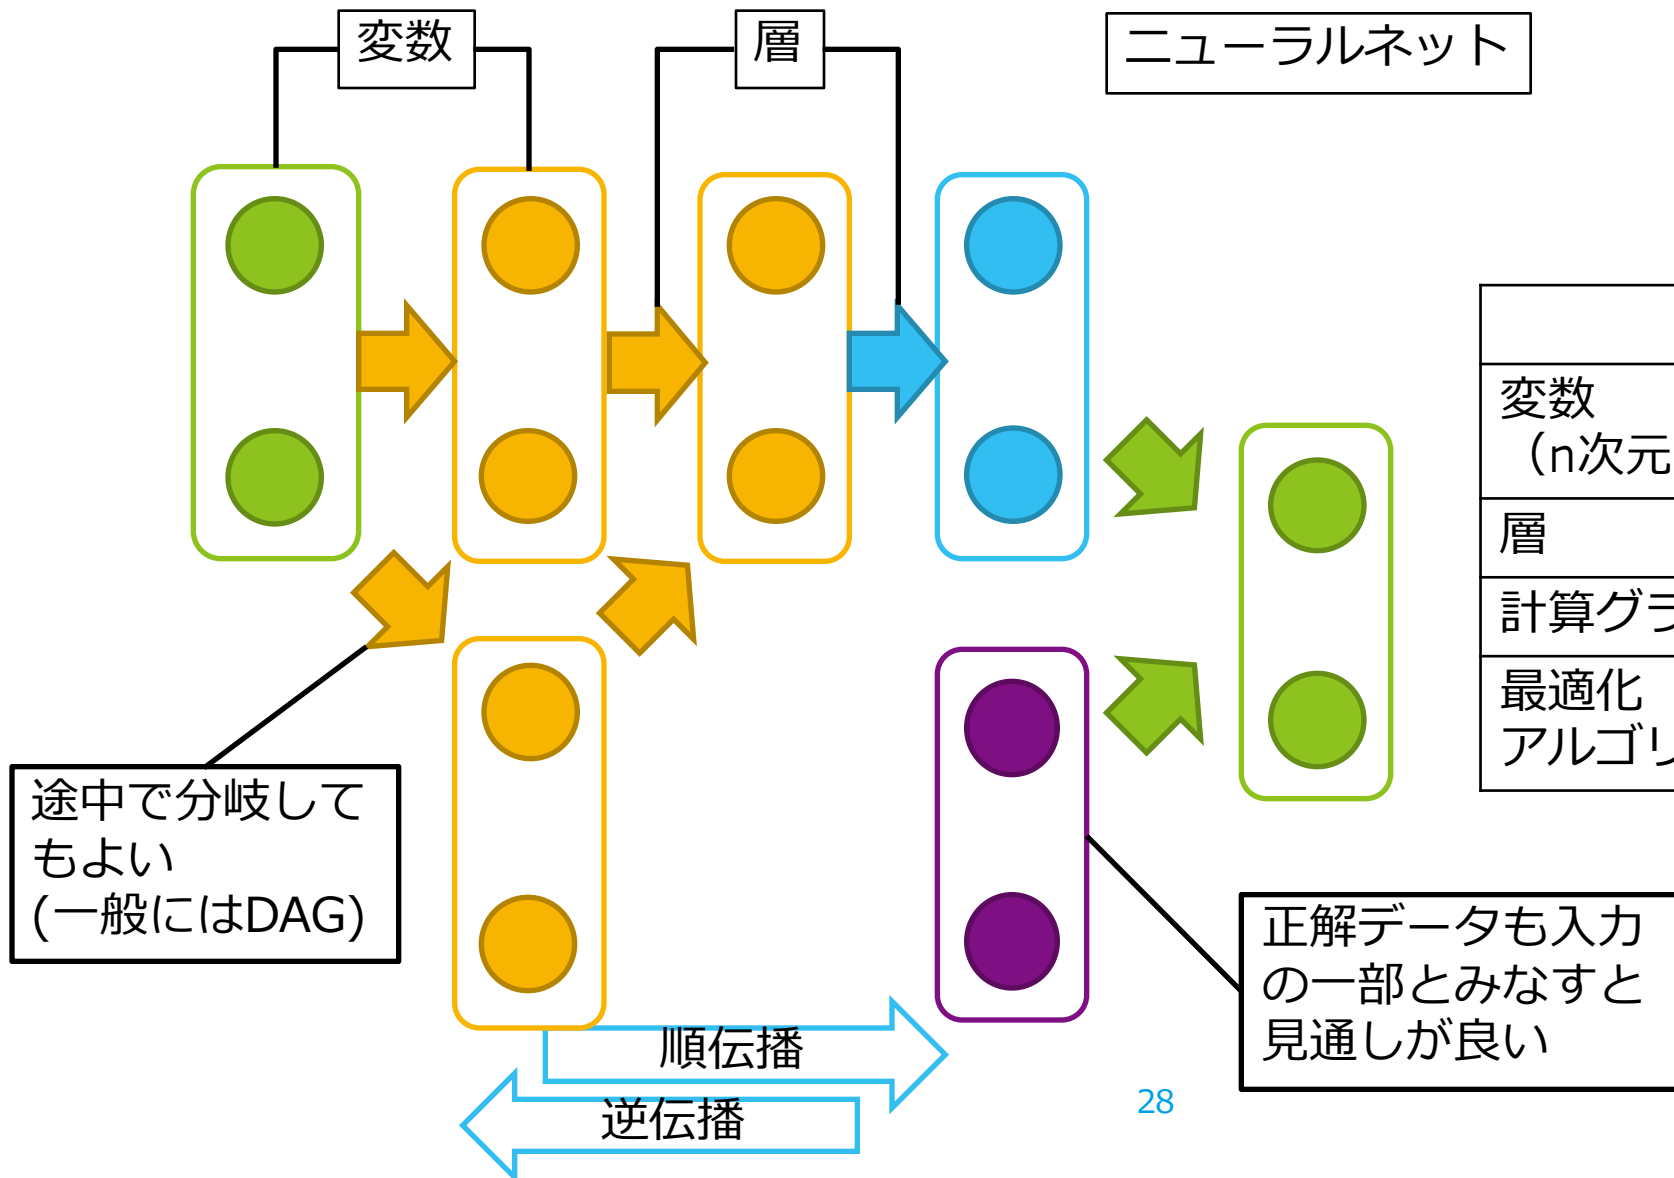 変数
層
ニューラルネット
変数
（n次元
層
計算グラ
最適化
アルゴリ
途中で分岐して
もよい
(一般にはDAG)
正解データも入力
の一部とみなすと
見通しが良い
順伝播
逆伝播
28